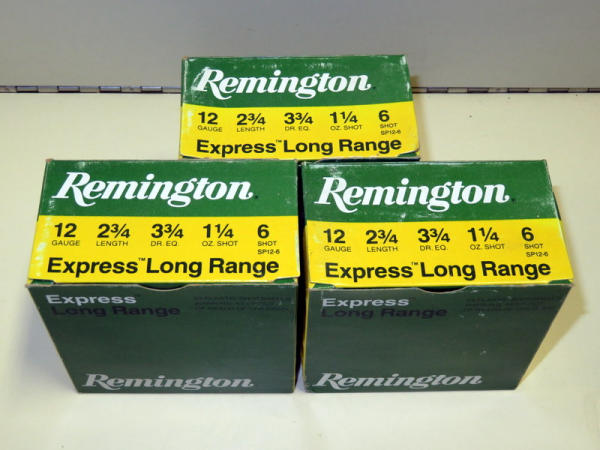 Remington
12 2¾ 3¾ 1¼ 6
GAUGE LENGTH DR. EQ. OZ. SHOT SHOT
SP12-6
Express™ Long Range
Remington
12 2¾ 3¾ 1¼ 6
GAUGE LENGTH DR. EQ. OZ. SHOT SHOT
SP12-6
Express™ Long Range
Express
Long Range
Remington
Remington
12 2¾ 3¾ 1¼ 6
GAUGE LENGTH DR. EQ. OZ. SHOT SHOT
SP12-6
Express™ Long Range
Express
Long Range
Remington